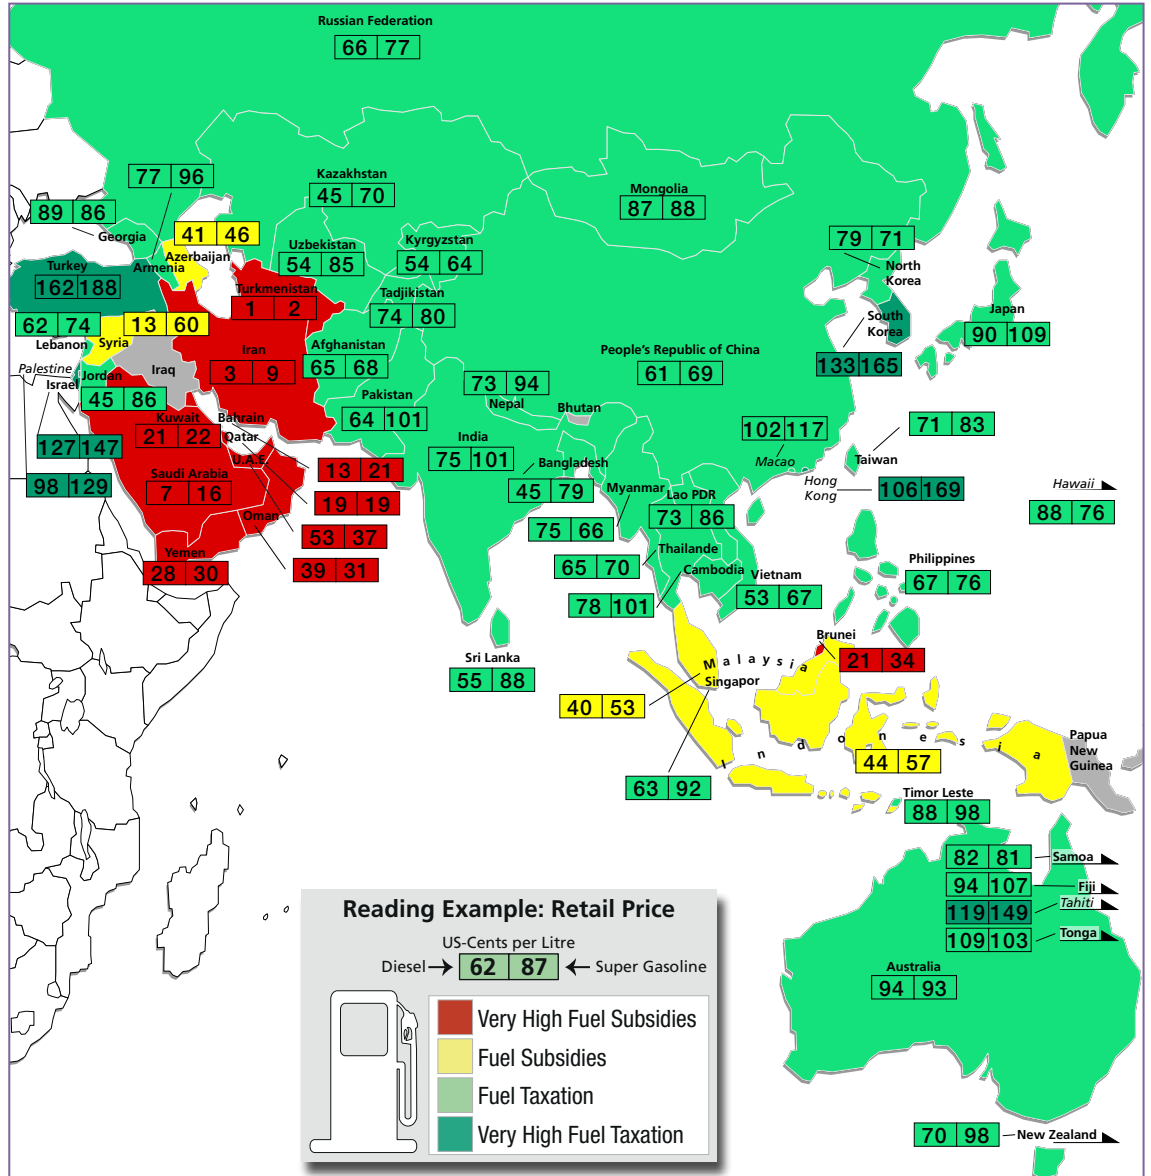 Russian Federation
66 77
77 96
Kazakhstan
45 70
Mongolia
87 88
89 86
Georgia
41 46
Azerbaijan
Armenia
Uzbekistan
54 85
Kyrgyzstan
54 64
79 71
North
Korea
Turkey
162 188
Turkmenistan
1 2
Tadjikistan
74 80
South
Korea
133 165
Japan
90 109
62 74
Lebanon
13 60
Syria
Iran
3 9
Afghanistan
65 68
People's Republic of China
61 69
Palestine
Israel
Jordan
45 86
Iraq
73 94
Nepal
Pakistan
64 101
Bhutan
Kuwait
21 22
Bahrain
Qatar
U.A.E.
India
75 101
102 117
Macao
71 83
Taiwan
127 147
98 129
Saudi Arabia
7 16
13 21
19 19
53 37
39 31
Oman
Yemen
28 30
Bangladesh
45 79
Myanmar
75 66
Lao PDR
73 86
Hong
Kong
106 169
Hawaii
88 76
Thailande
65 70
Cambodia
78 101
Vietnam
53 67
Philippines
67 76
Sri Lanka
55 88
Brunei
21 34
Malaysia
40 53
Singapor
63 92
Indonesia
44 57
Papua
New
Guinea
Timor Leste
88 98
82 81 Samoa
94 107 Fiji
119 149 Tahiti
109 103 Tonga
Australia
94 93
70 98 New Zealand
Reading Example: Retail Price
US-Cents per Litre
Diesel 62 87 Super Gasoline
Very High Fuel Subsidies
Fuel Subsidies
Fuel Taxation
Very High Fuel Taxation